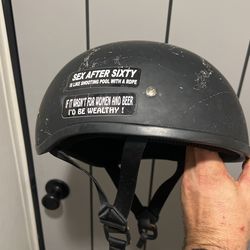 SEX AFTER SIXTY
IS LIKE SHOOTING POOL WITH A ROPE
IF IT WASN'T FOR WOMEN AND BEER
I'D BE WEALTHY!